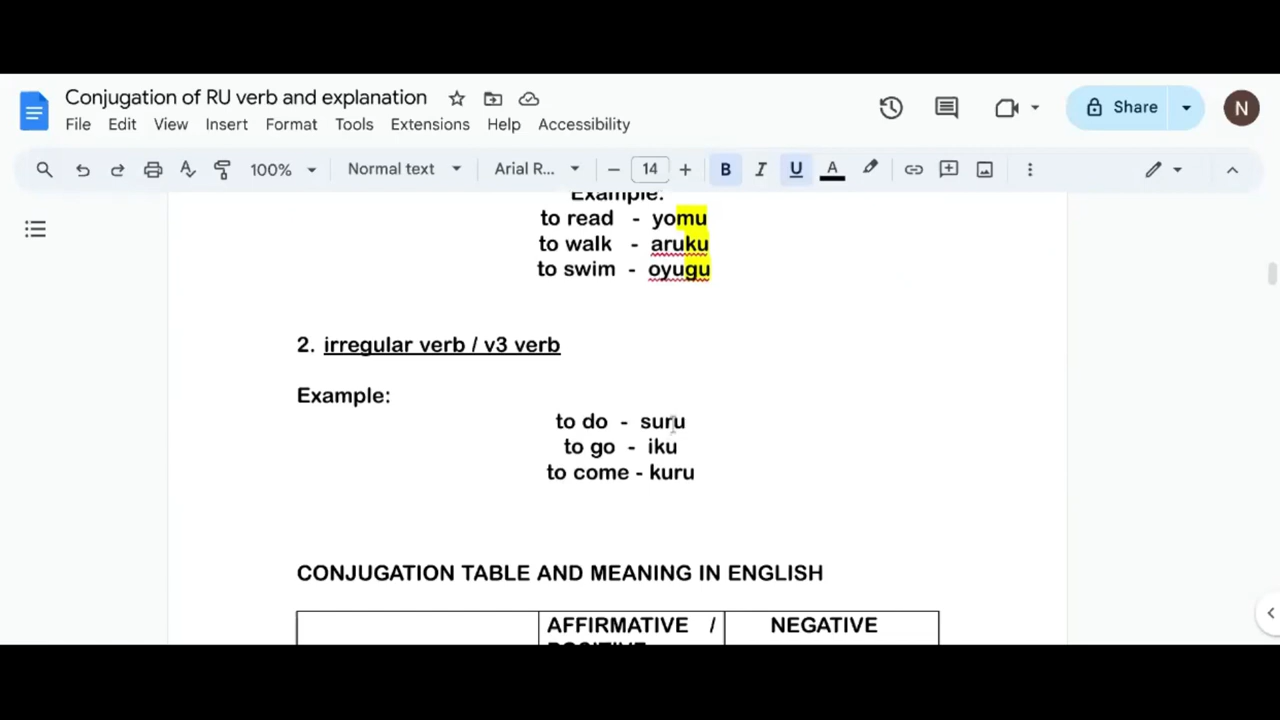 Conjugation of RU verb and explanation
File Edit View Insert Format Tools Extensions Help Accessibility
Share
N
100% Normal text Arial R... 14 B I U A
Example:
to read - yomu
to walk - aruku
to swim - oyugu
2. irregular verb / v3 verb
Example:
to do - suru
to go - iku
to come - kuru
CONJUGATION TABLE AND MEANING IN ENGLISH
AFFIRMATIVE / NEGATIVE
POSITIVE